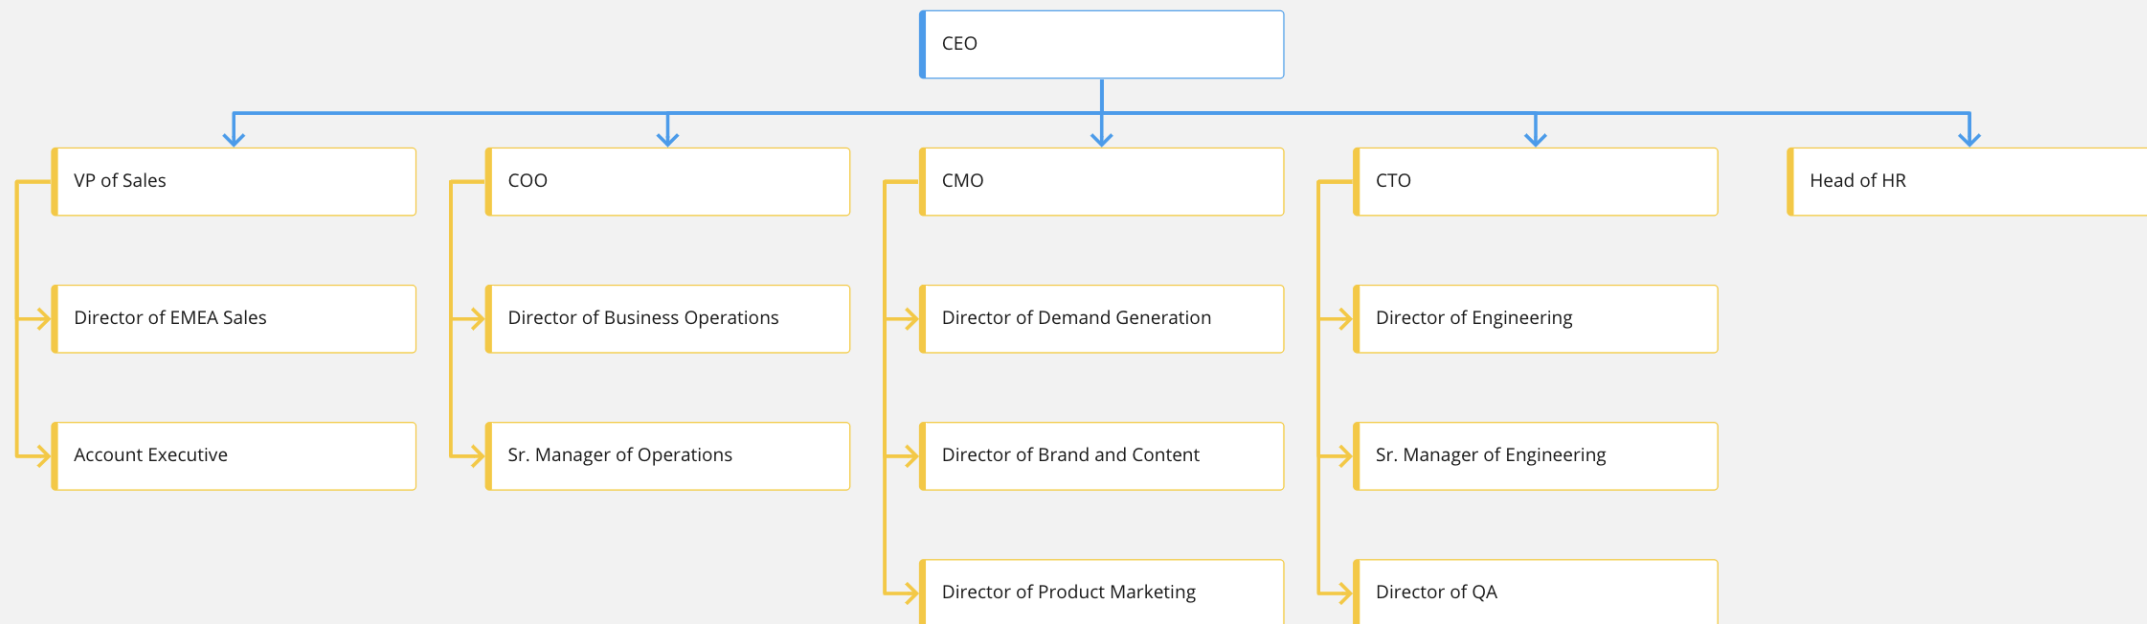 CEO
VP of Sales
COO
CMO
CTO
Head of HR
Director of EMEA Sales
Director of Business Operations
Director of Demand Generation
Director of Engineering
Account Executive
Sr. Manager of Operations
Director of Brand and Content
Sr. Manager of Engineering
Director of Product Marketing
Director of QA